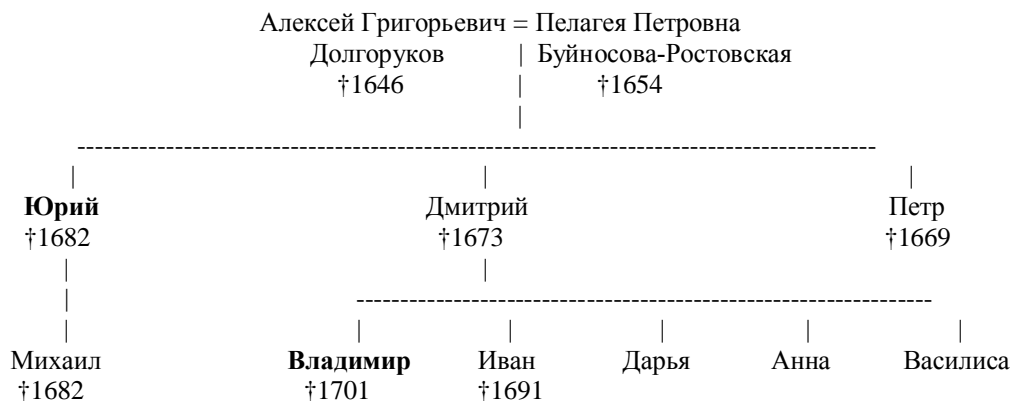 Алексей Григорьевич = Пелагея Петровна
Долгоруков | Буйносова-Ростовская
†1646 | †1654
|
-----------------------------------------------------------------------------------------
| | |
Юрий Дмитрий Петр
†1682 †1673 †1669
| |
| ----------------------------------------------------------------
| | | | | |
Михаил Владимир Иван Дарья Анна Василиса
†1682 †1701 †1691